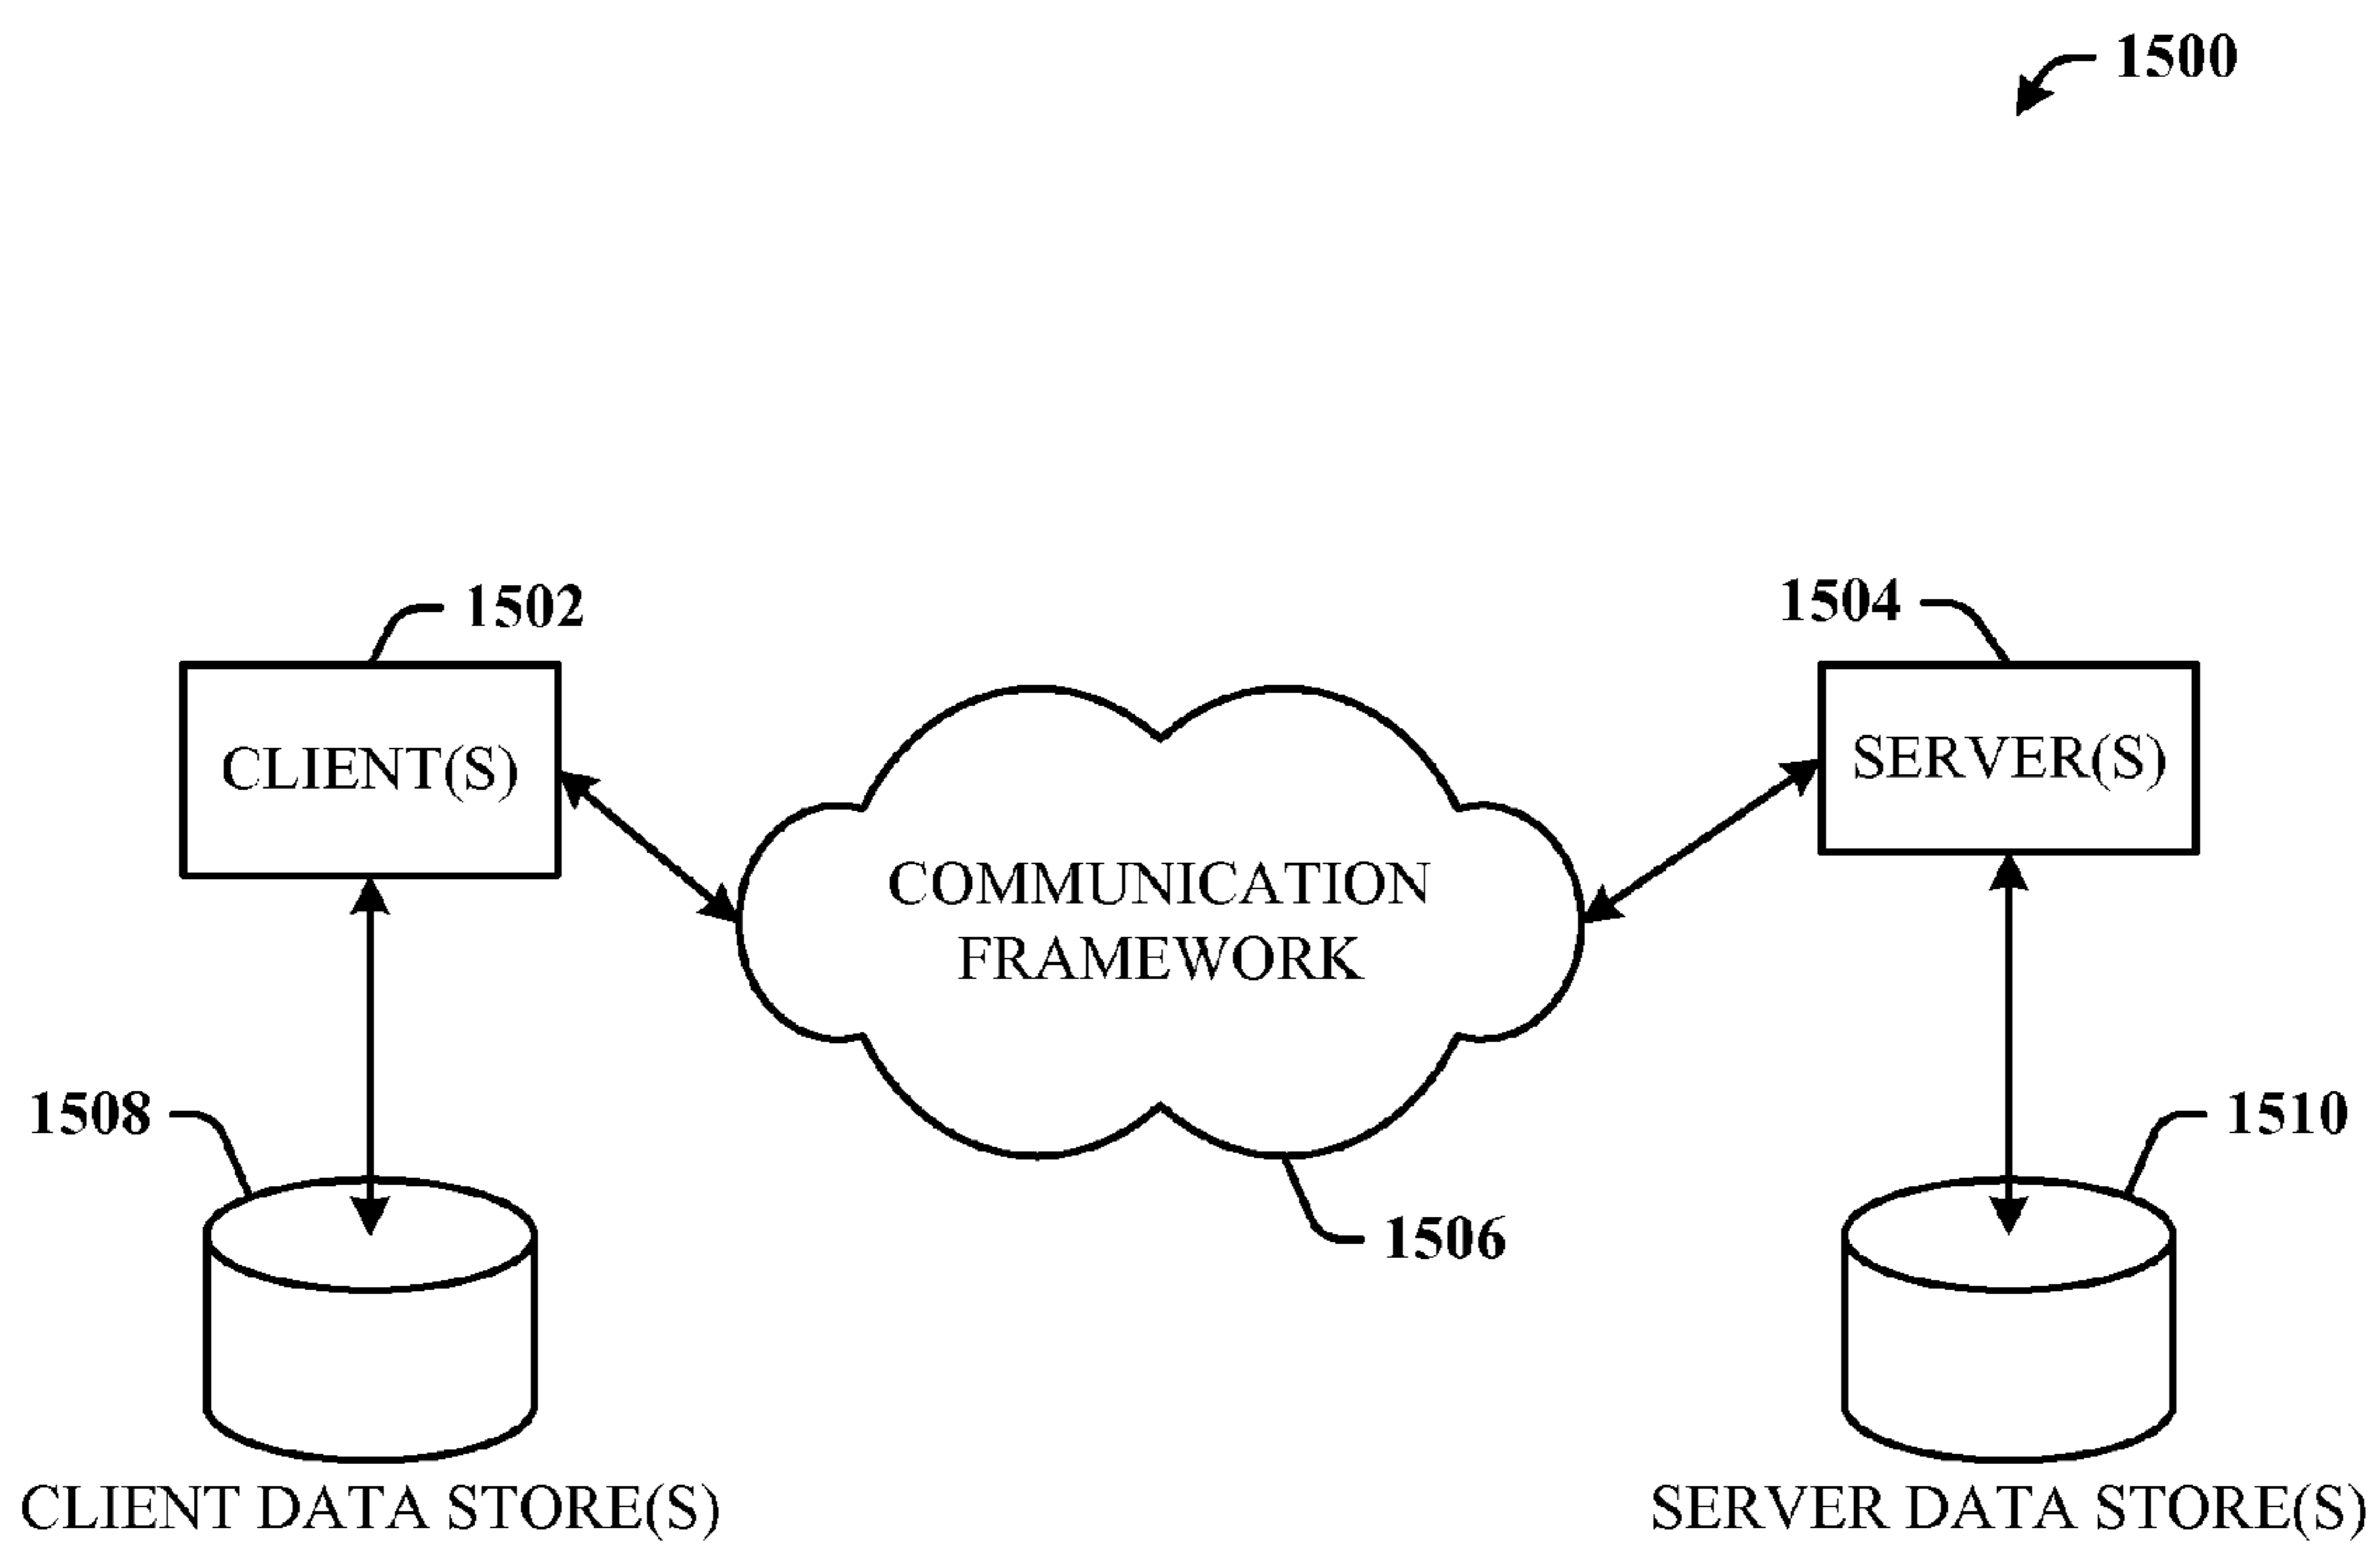 1500
1502
1504
CLIENT(S)
SERVER(S)
COMMUNICATION
FRAMEWORK
1508
1510
1506
CLIENT DATA STORE(S)
SERVER DATA STORE(S)